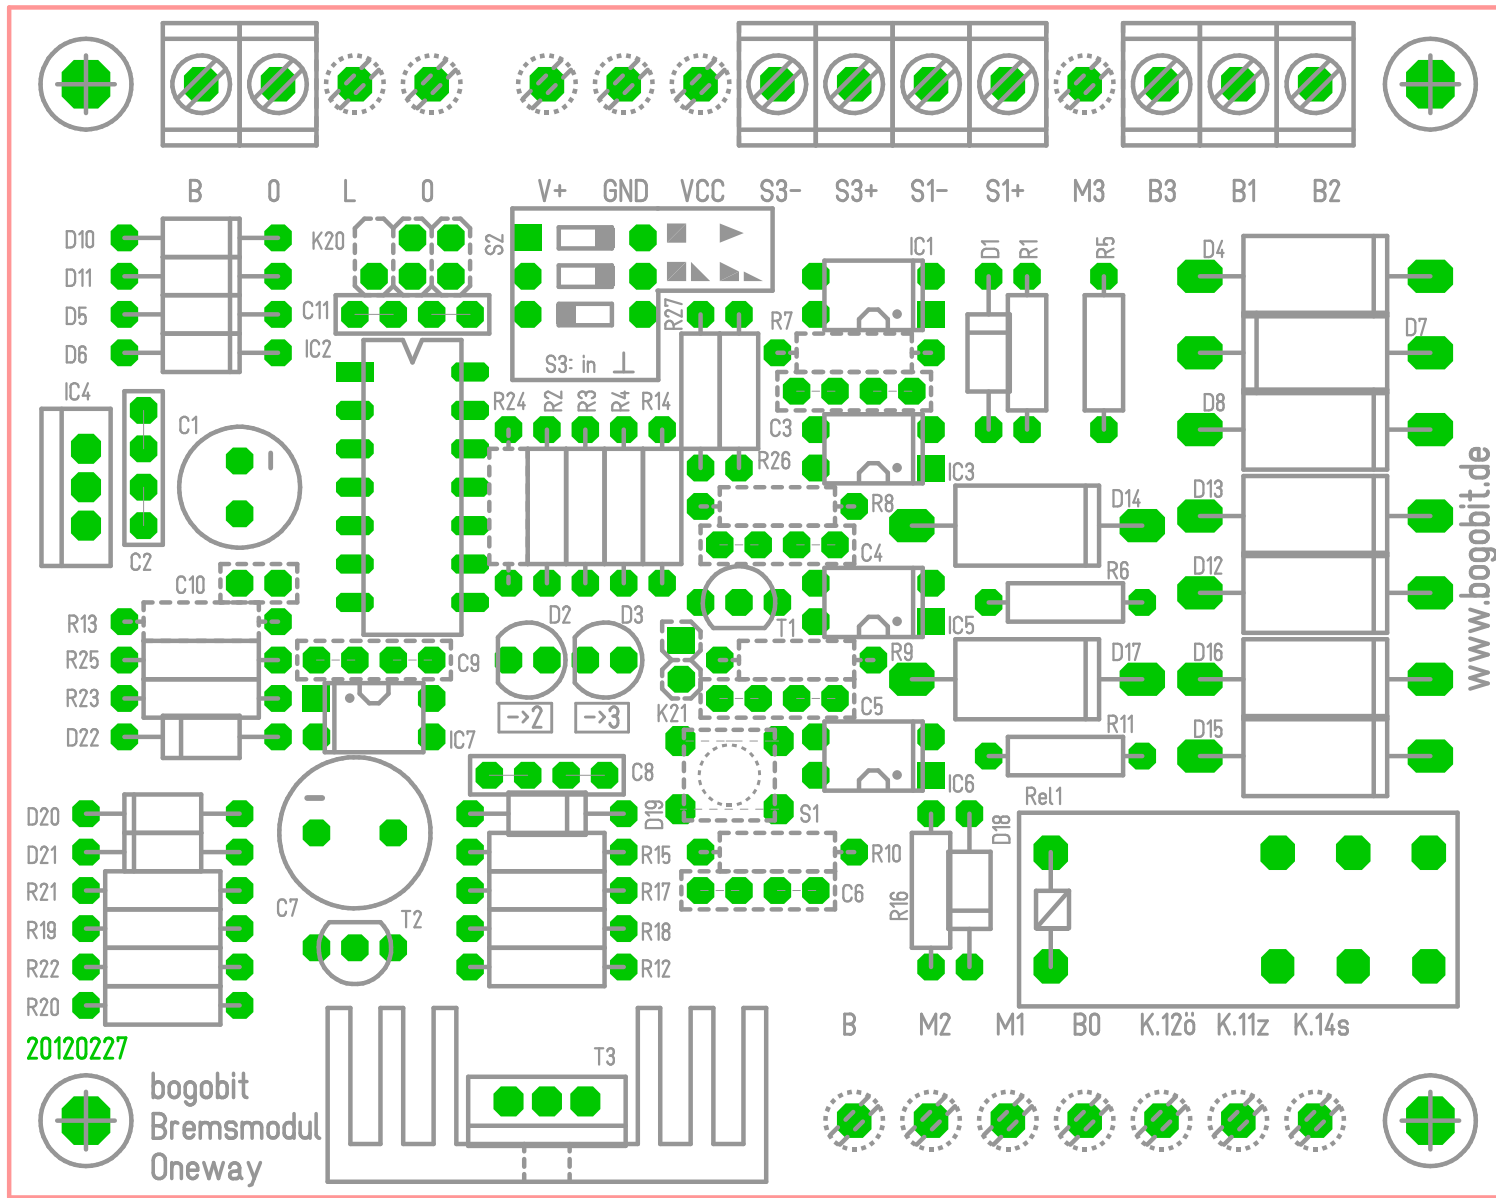 B 0 L 0 V+ GND VCC S3- S3+ S1- S1+ M3 B3 B1 B2
D10 K20 S2 IC1 D1 R1 R5 D4
D11
D5 C11 R27 R7 D7
D6 IC2 S3: in
IC4 C1 R24 R2 R3 R4 R14 C3 D8
R26 IC3
D14 D13
R8
C2 C10 C4 www.bogobit.de
R13 D2 D3 T1 IC5 R6 D12
R25 C9 R9 D17 D16
R23 ->2 ->3 K21 C5
D22 IC7 R11 D15
C8 IC6
D20 D19 S1 Rel1
D21 R15 R10 D18
R21 C7 R17 C6 R16
R19 T2 R18
R22 R12
R20
B M2 M1 B0 K.12ö K.11z K.14s
20120227 T3
bogobit
Bremsmodul
Oneway